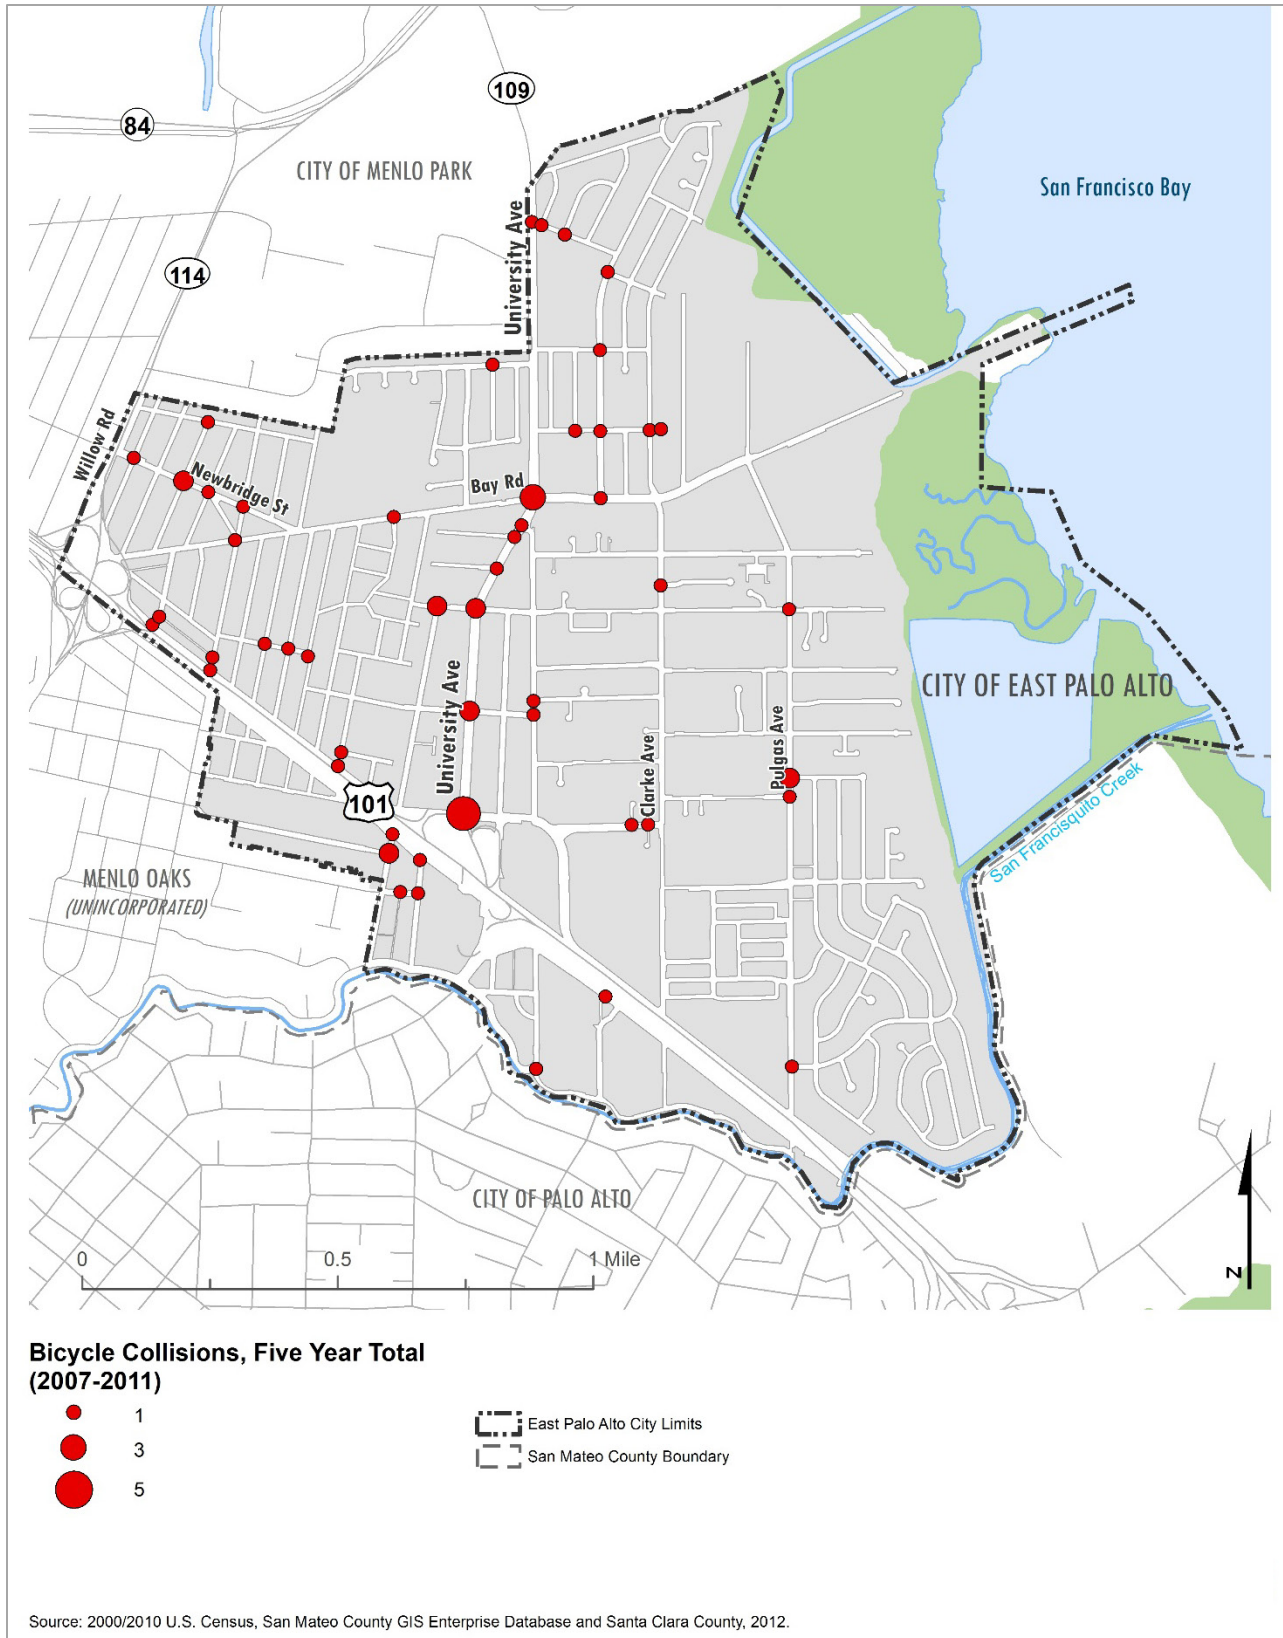 109
84
CITY OF MENLO PARK
San Francisco Bay
University Ave
114
Willow Rd
Newbridge St
Bay Rd
University Ave
CITY OF EAST PALO ALTO
Clarke Ave
Pulgas Ave
101
San Francisquito Creek
MENLO OAKS
(UNINCORPORATED)
CITY OF PALO ALTO
0 0.5 1 Mile
N
Bicycle Collisions, Five Year Total
(2007-2011)
1
3
5
East Palo Alto City Limits
San Mateo County Boundary
Source: 2000/2010 U.S. Census, San Mateo County GIS Enterprise Database and Santa Clara County, 2012.